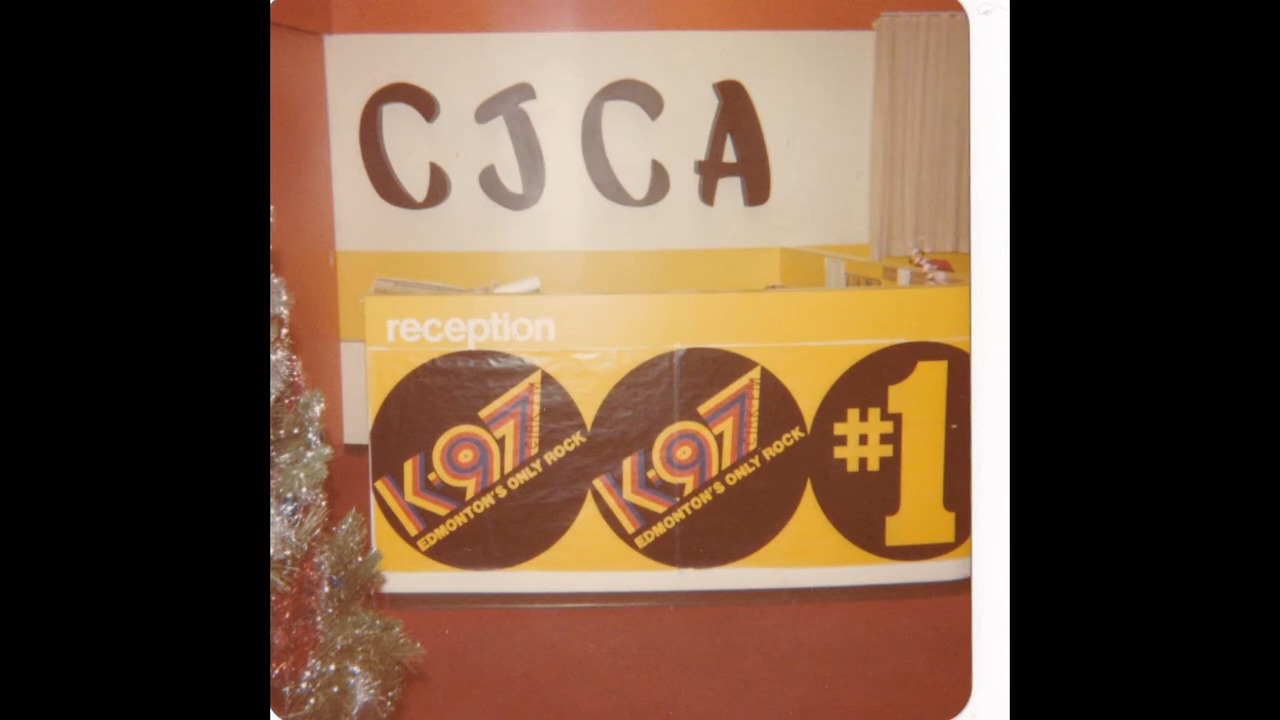 CJCA
reception
K-97
EDMONTON'S ONLY ROCK
K-97
EDMONTON'S ONLY ROCK
#1